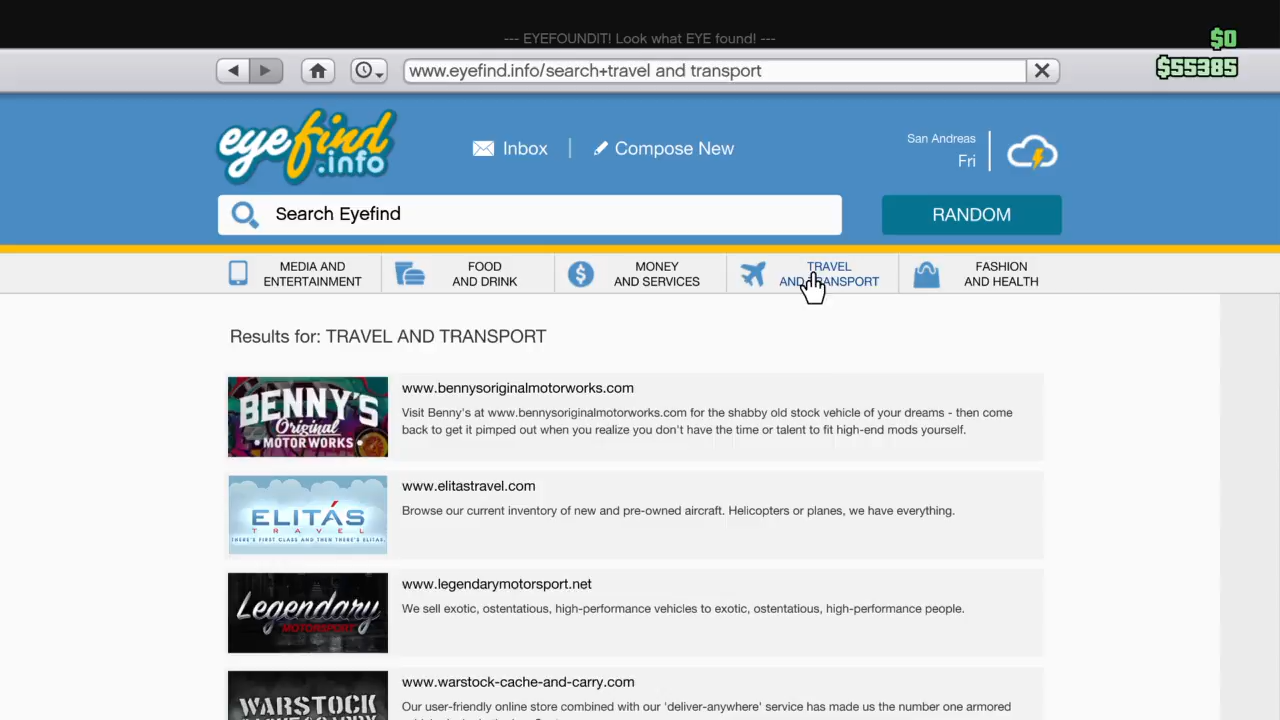 --- EYEFOUNDIT! Look what EYE found! ---
$0
$55385
www.eyefind.info/search+travel and transport
eyefind
.info
Inbox
Compose New
San Andreas
Fri
Search Eyefind
RANDOM
MEDIA AND
ENTERTAINMENT
FOOD
AND DRINK
MONEY
AND SERVICES
TRAVEL
AND TRANSPORT
FASHION
AND HEALTH
Results for: TRAVEL AND TRANSPORT
BENNY'S
Original
MOTOR WORKS
www.bennysoriginalmotorworks.com
Visit Benny's at www.bennysoriginalmotorworks.com for the shabby old stock vehicle of your dreams - then come
back to get it pimped out when you realize you don't have the time or talent to fit high-end mods yourself.
ELITÁS
TRAVEL
THERE'S FIRST CLASS AND THEN THERE'S ELITAS.
www.elitastravel.com
Browse our current inventory of new and pre-owned aircraft. Helicopters or planes, we have everything.
Legendary
MOTORSPORT
www.legendarymotorsport.net
We sell exotic, ostentatious, high-performance vehicles to exotic, ostentatious, high-performance people.
WARSTOCK
www.warstock-cache-and-carry.com
Our user-friendly online store combined with our 'deliver-anywhere' service has made us the number one armored